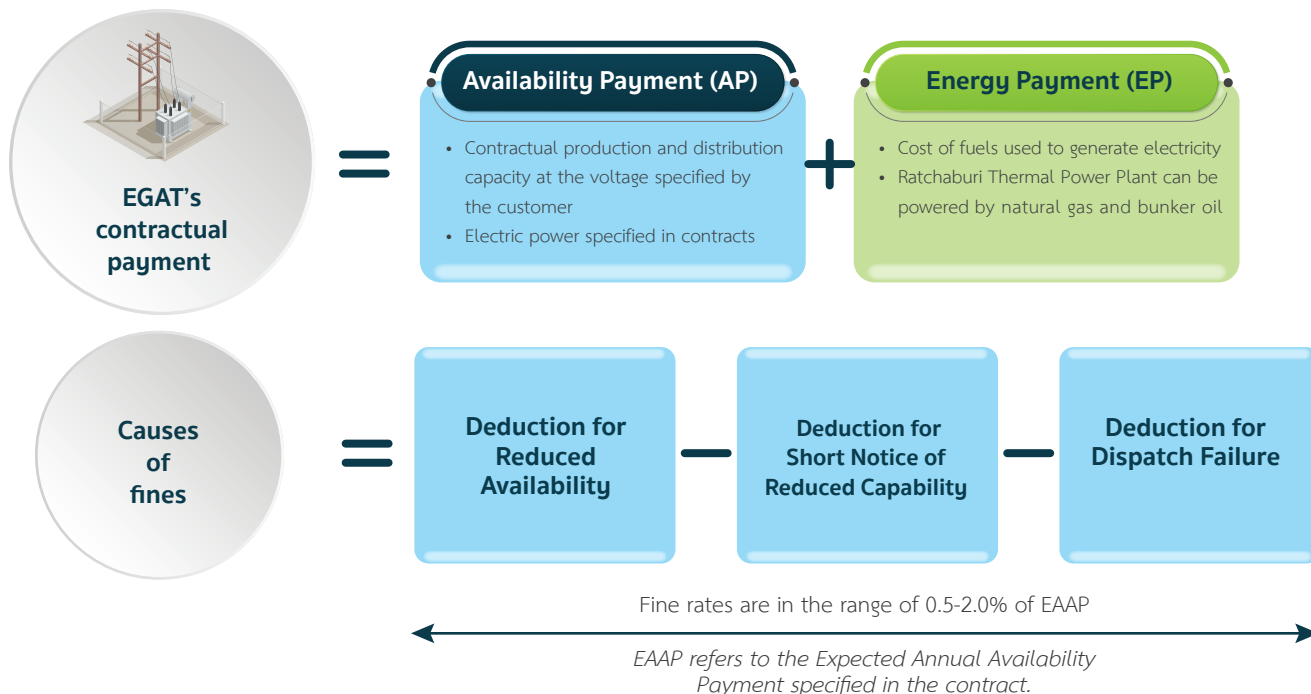 EGAT's
contractual
payment
=
Availability Payment (AP)
• Contractual production and distribution
capacity at the voltage specified by
the customer
• Electric power specified in contracts
+
Energy Payment (EP)
• Cost of fuels used to generate electricity
• Ratchaburi Thermal Power Plant can be
powered by natural gas and bunker oil
Causes
of
fines
=
Deduction for
Reduced
Availability
–
Deduction for
Short Notice of
Reduced Capability
–
Deduction for
Dispatch Failure
Fine rates are in the range of 0.5-2.0% of EAAP
EAAP refers to the Expected Annual Availability
Payment specified in the contract.